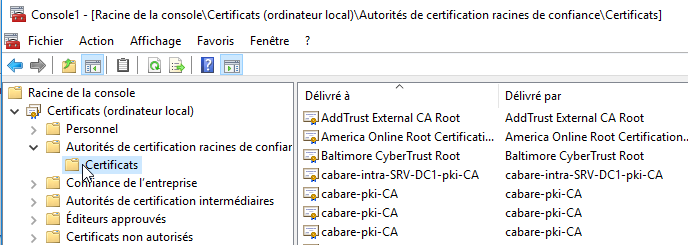 Console1 - [Racine de la console\Certificats (ordinateur local)\Autorités de certification racines de confiance\Certificats]
Fichier Action Affichage Favoris Fenêtre ?
Racine de la console
Certificats (ordinateur local)
Personnel
Autorités de certification racines de confiar
Certificats
Confiance de l'entreprise
Autorités de certification intermédiaires
Éditeurs approuvés
Certificats non autorisés
Délivré à Délivré par
AddTrust External CA Root AddTrust External CA Root
America Online Root Certification... America Online Root Certification...
Baltimore CyberTrust Root Baltimore CyberTrust Root
cabare-intra-SRV-DC1-pki-CA cabare-intra-SRV-DC1-pki-CA
cabare-pki-CA cabare-pki-CA
cabare-pki-CA cabare-pki-CA
cabare-pki-CA cabare-pki-CA